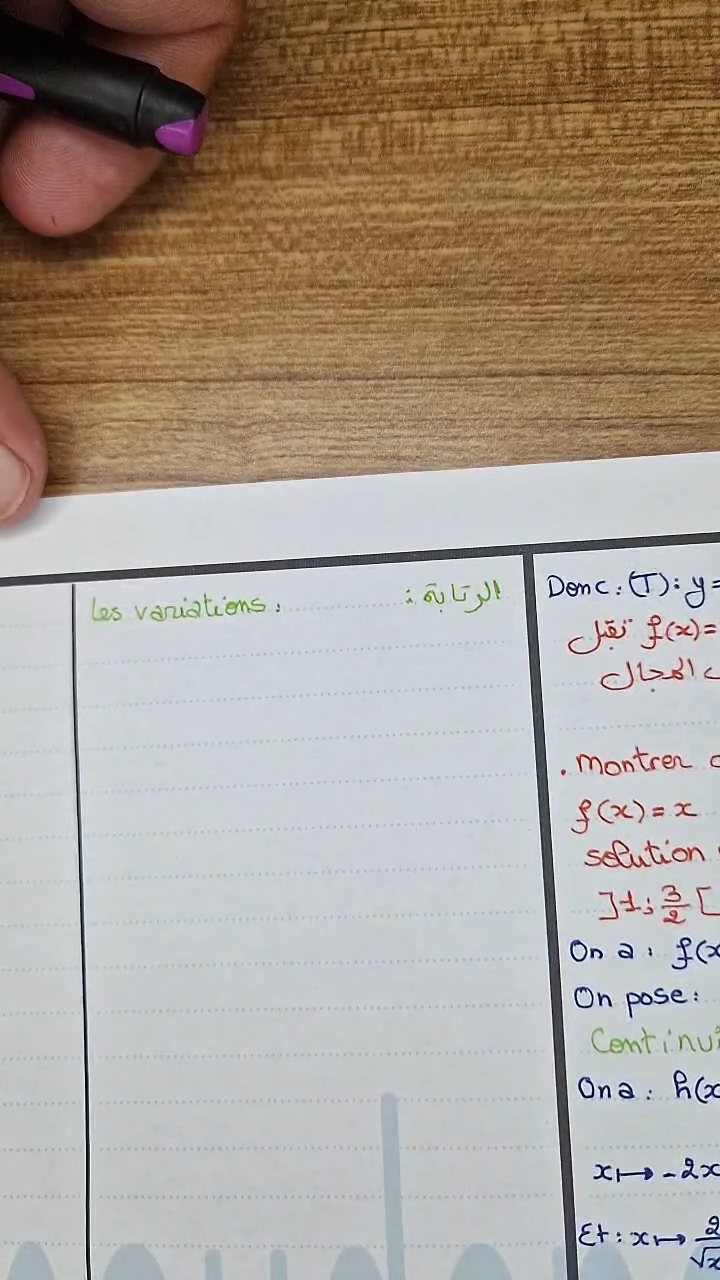 les variations : الرتابة :
Donc : (T) : y =
f(x) = تقبل
المجال
. montrer
f(x) = x
solution
]1 ; 3/2 [
On a : f(x
On pose :
Continui
On a : h(x
x ↦ -2x
Et : x ↦ 2/√x